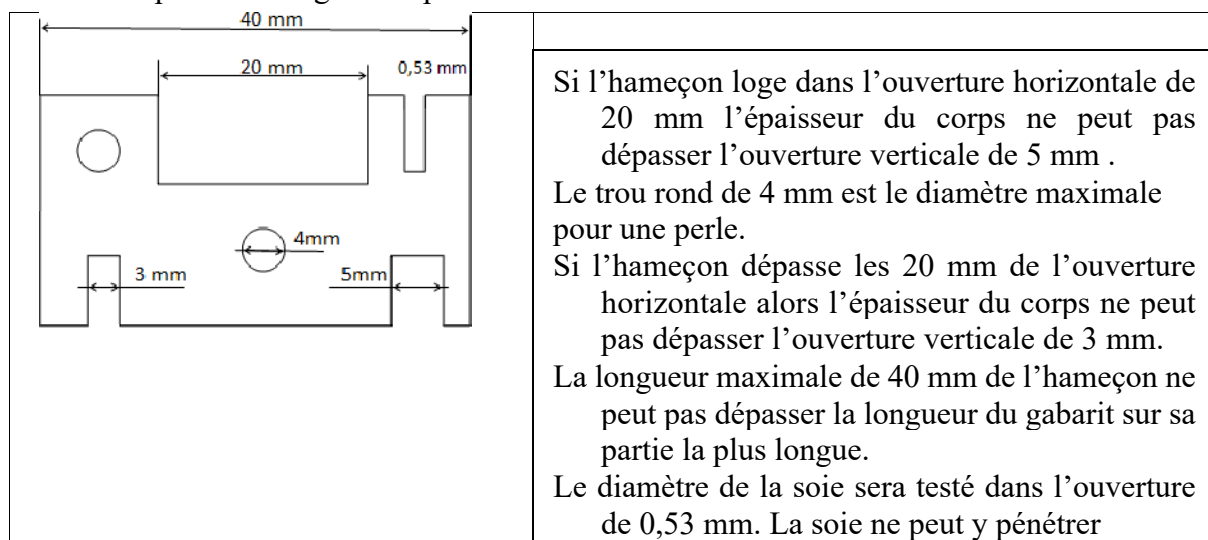 40 mm
20 mm
0,53 mm
4mm
3 mm
5mm
Si l’hameçon loge dans l’ouverture horizontale de
20 mm l’épaisseur du corps ne peut pas
dépasser l’ouverture verticale de 5 mm .
Le trou rond de 4 mm est le diamètre maximale
pour une perle.
Si l’hameçon dépasse les 20 mm de l’ouverture
horizontale alors l’épaisseur du corps ne peut
pas dépasser l’ouverture verticale de 3 mm.
La longueur maximale de 40 mm de l’hameçon ne
peut pas dépasser la longueur du gabarit sur sa
partie la plus longue.
Le diamètre de la soie sera testé dans l’ouverture
de 0,53 mm. La soie ne peut y pénétrer